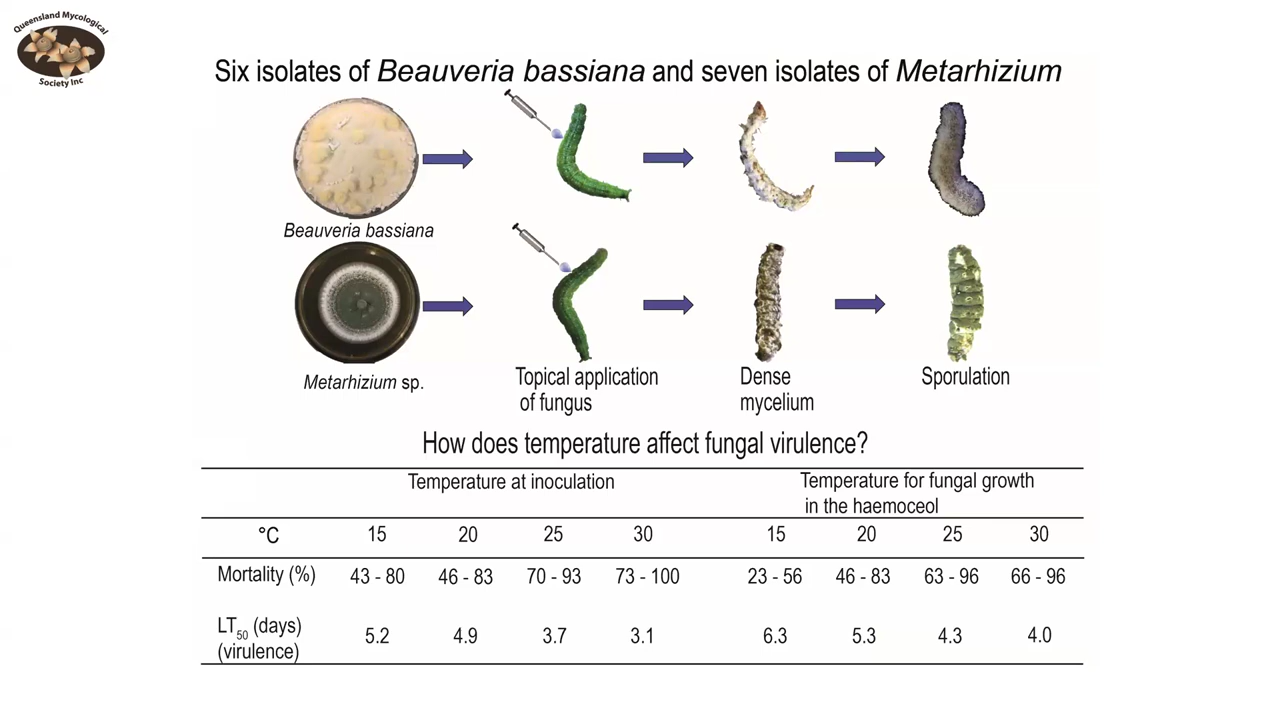 Queensland Mycological
Society Inc
Six isolates of Beauveria bassiana and seven isolates of Metarhizium
Beauveria bassiana
Metarhizium sp.
Topical application
of fungus
Dense
mycelium
Sporulation
How does temperature affect fungal virulence?
Temperature at inoculation
Temperature for fungal growth
in the haemoceol
°C 15 20 25 30 15 20 25 30
Mortality (%) 43 - 80 46 - 83 70 - 93 73 - 100 23 - 56 46 - 83 63 - 96 66 - 96
LT50 (days)
(virulence) 5.2 4.9 3.7 3.1 6.3 5.3 4.3 4.0